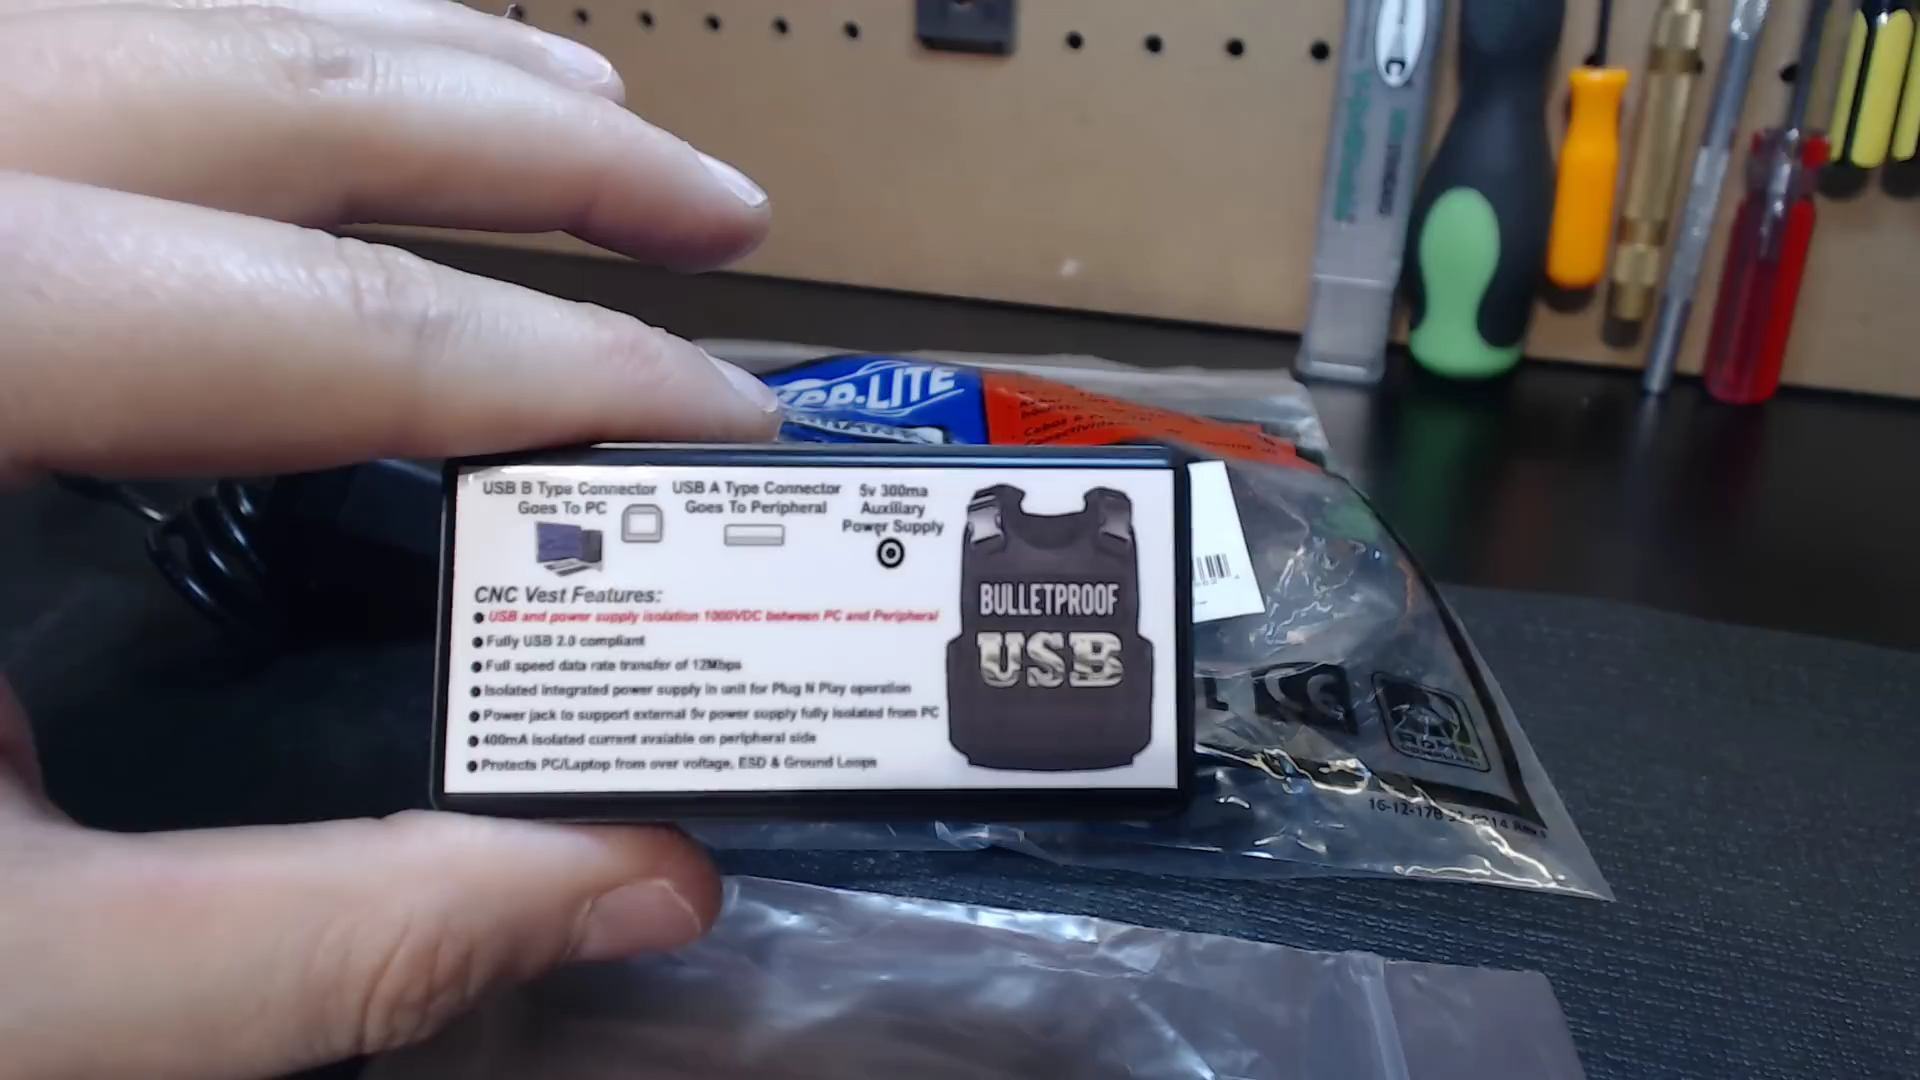 PP-LITE
USB B Type Connector
Goes To PC
USB A Type Connector
Goes To Peripheral
5v 300ma
Auxiliary
Power Supply
CNC Vest Features:
USB and power supply isolation 1000VDC between PC and Peripheral
Fully USB 2.0 compliant
Full speed data rate transfer of 12Mbps
Isolated integrated power supply in unit for Plug N Play operation
Power jack to support external 5v power supply fully isolated from PC
400mA isolated current avaiable on peripheral side
Protects PC/Laptop from over voltage, ESD & Ground Loops
BULLETPROOF
USB
CE
RoHS
16-12-178